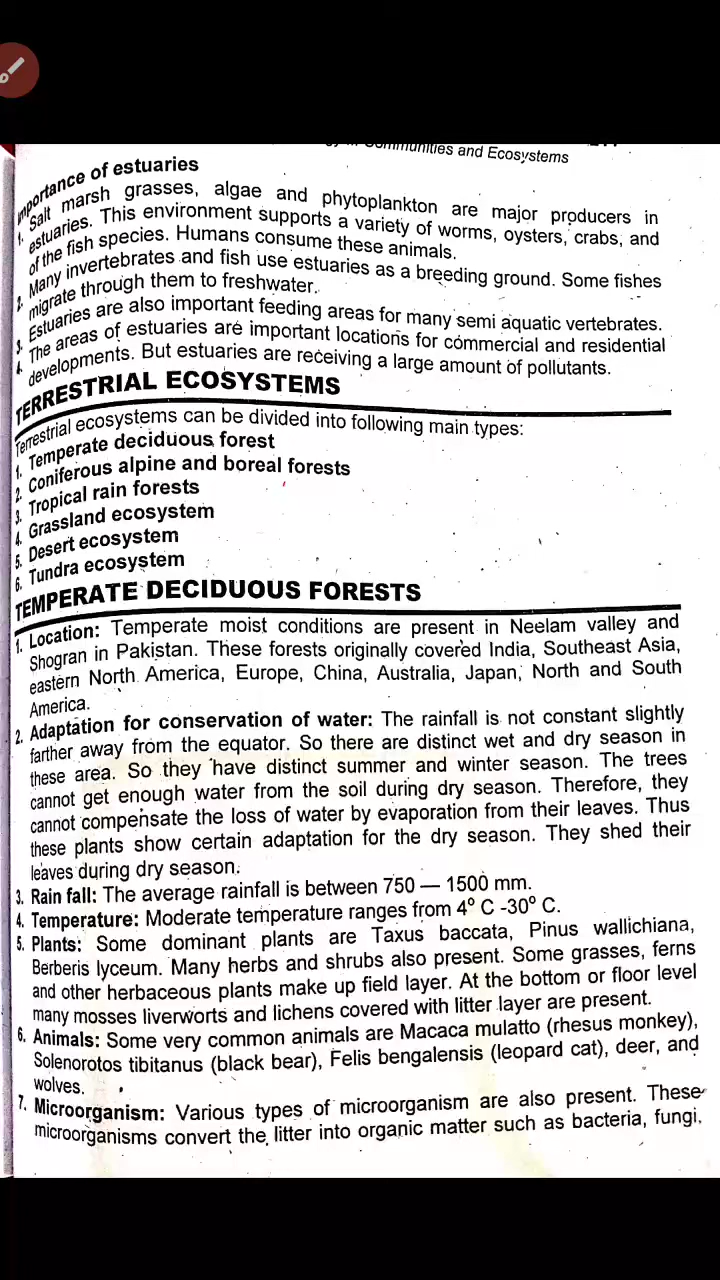 Communities and Ecosystems
Importance of estuaries
1. Salt marsh grasses, algae and phytoplankton are major producers in
estuaries. This environment supports a variety of worms, oysters, crabs, and
of the fish species. Humans consume these animals.
2. Many invertebrates and fish use estuaries as a breeding ground. Some fishes
migrate through them to freshwater.
3. Estuaries are also important feeding areas for many semi aquatic vertebrates.
4. The areas of estuaries are important locations for commercial and residential
developments. But estuaries are receiving a large amount of pollutants.
TERRESTRIAL ECOSYSTEMS
Terrestrial ecosystems can be divided into following main types:
1. Temperate deciduous forest
2. Coniferous alpine and boreal forests
3. Tropical rain forests
4. Grassland ecosystem
5. Desert ecosystem
6. Tundra ecosystem
TEMPERATE DECIDUOUS FORESTS
1. Location: Temperate moist conditions are present in Neelam valley and
Shogran in Pakistan. These forests originally covered India, Southeast Asia,
eastern North America, Europe, China, Australia, Japan, North and South
America.
2. Adaptation for conservation of water: The rainfall is not constant slightly
farther away from the equator. So there are distinct wet and dry season in
these area. So they have distinct summer and winter season. The trees
cannot get enough water from the soil during dry season. Therefore, they
cannot compensate the loss of water by evaporation from their leaves. Thus
these plants show certain adaptation for the dry season. They shed their
leaves during dry season.
3. Rain fall: The average rainfall is between 750 — 1500 mm.
4. Temperature: Moderate temperature ranges from 4⁰ C -30⁰ C.
5. Plants: Some dominant plants are Taxus baccata, Pinus wallichiana,
Berberis lyceum. Many herbs and shrubs also present. Some grasses, ferns
and other herbaceous plants make up field layer. At the bottom or floor level
many mosses liverworts and lichens covered with litter layer are present.
6. Animals: Some very common animals are Macaca mulatto (rhesus monkey),
Solenorotos tibitanus (black bear), Felis bengalensis (leopard cat), deer, and
wolves.
7. Microorganism: Various types of microorganism are also present. These
microorganisms convert the litter into organic matter such as bacteria, fungi,